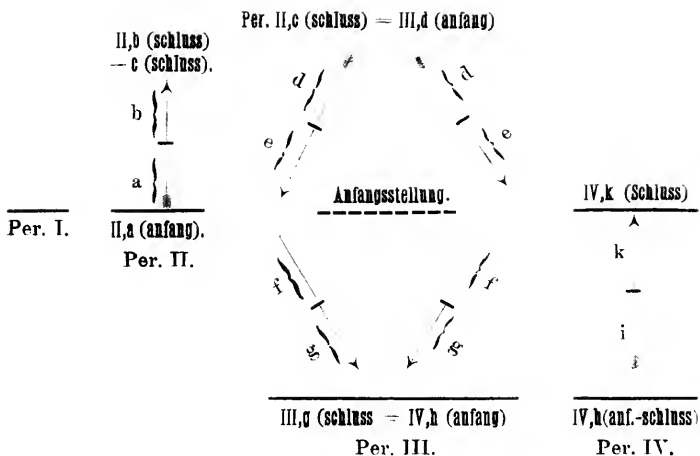 Per. II,c (schluss) = III,d (anfang)
II,b (schluss)
— c (schluss).
d
d
b
e
e
a
Anfangsstellung.
IV,k (Schluss)
Per. I.
II,a (anfang).
Per. II.
k
f
f
i
g
g
III,g (schluss = IV,h (anfang)
IV,h(anf.-schluss)
Per. III.
Per. IV.